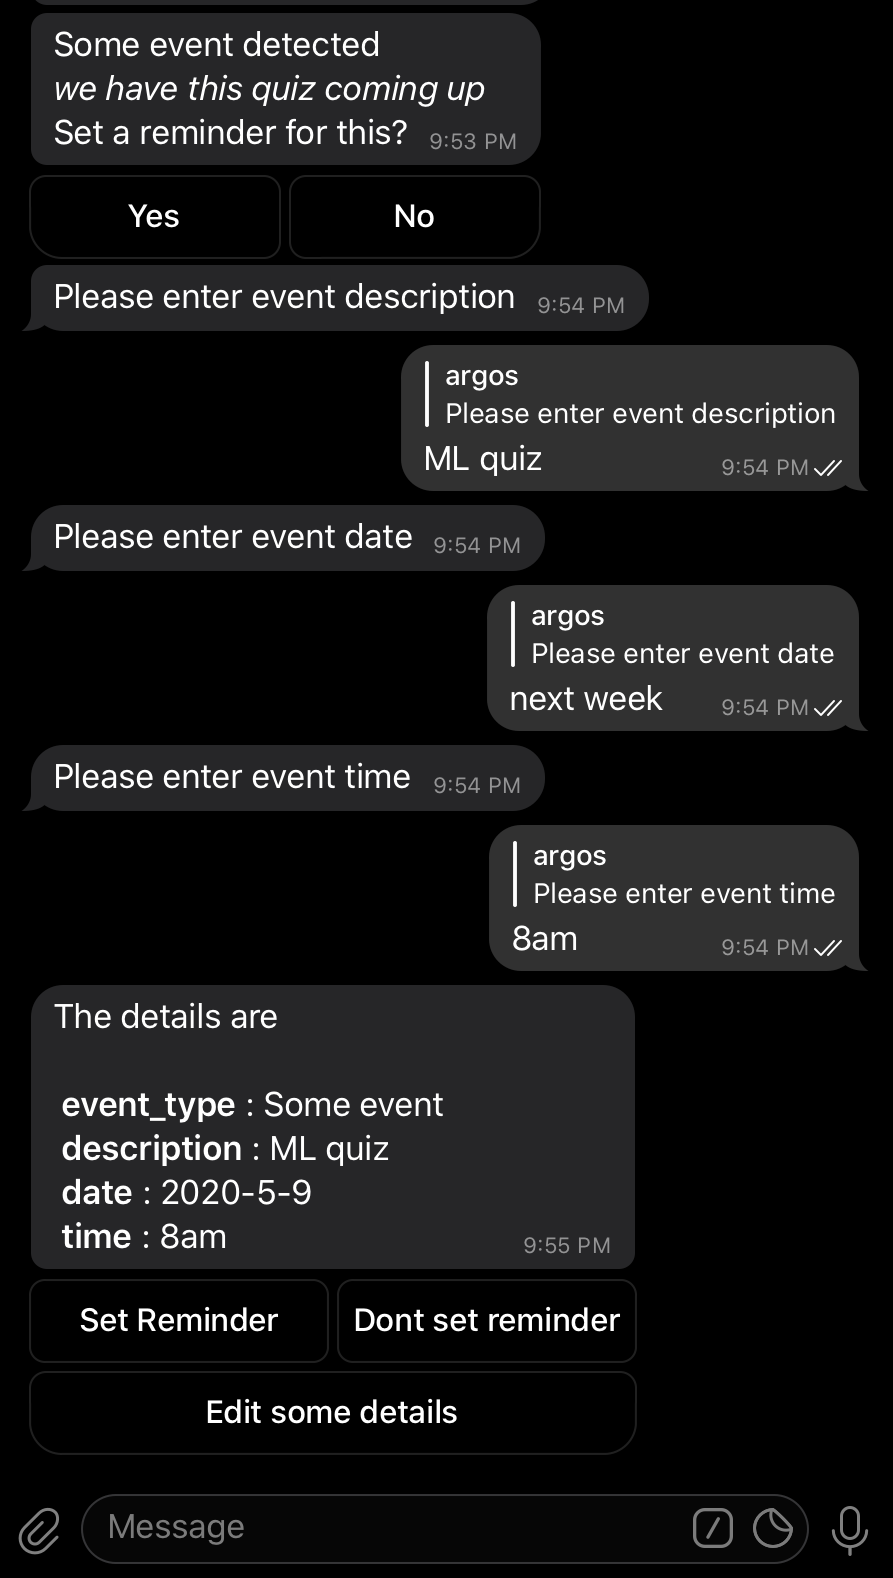 Some event detected
we have this quiz coming up
Set a reminder for this? 9:53 PM
Yes No
Please enter event description 9:54 PM
argos
Please enter event description
ML quiz 9:54 PM
Please enter event date 9:54 PM
argos
Please enter event date
next week 9:54 PM
Please enter event time 9:54 PM
argos
Please enter event time
8am 9:54 PM
The details are
event_type : Some event
description : ML quiz
date : 2020-5-9
time : 8am 9:55 PM
Set Reminder Dont set reminder
Edit some details
Message